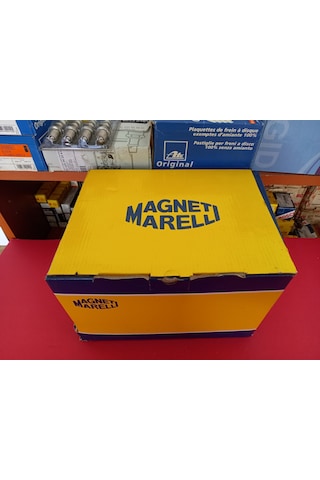 Plaquettes de frein à disque
exemptes d'amiante 100%
Pastiglie per freni a disco
100% senza amianto
Ate
Original
MAGNETI
MARELLI
MAGNETI
MARELLI